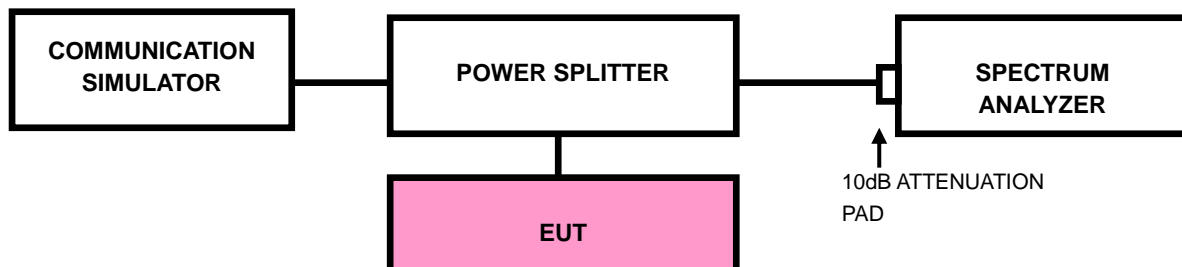 COMMUNICATION
SIMULATOR
POWER SPLITTER
SPECTRUM
ANALYZER
10dB ATTENUATION
PAD
EUT